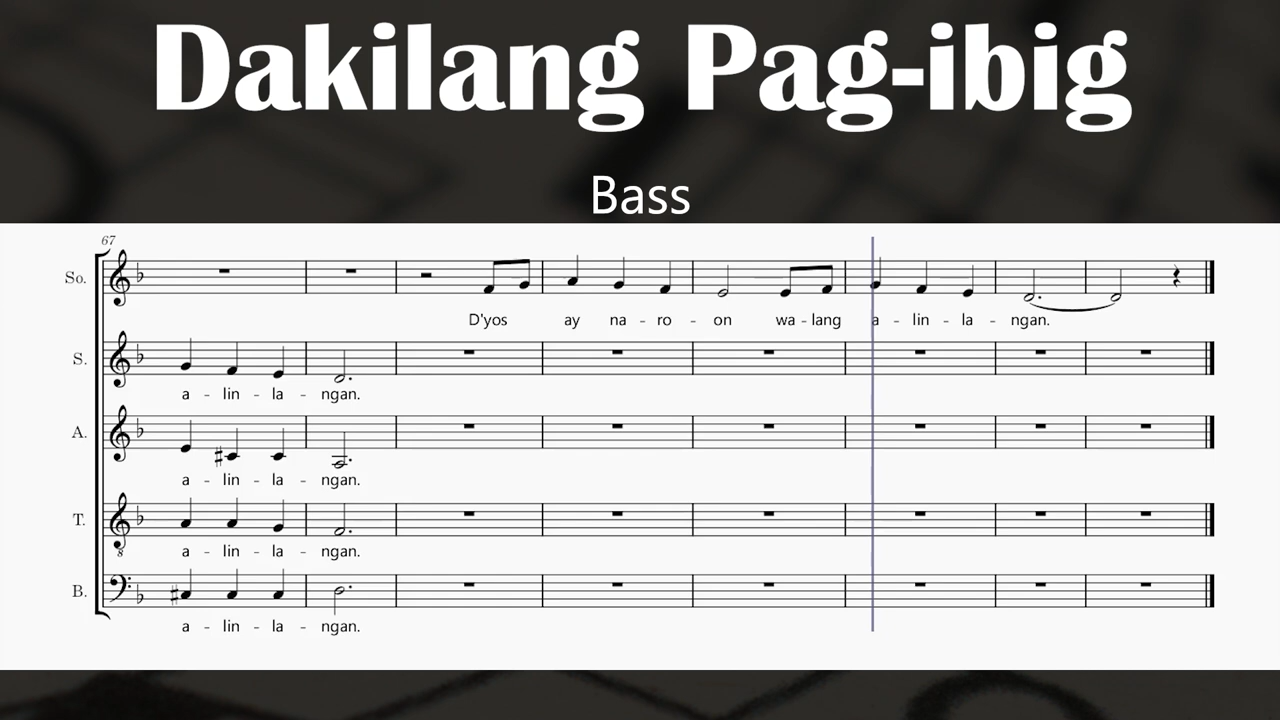 Dakilang Pag-ibig
Bass
67
So.
D'yos ay na - ro - on wa - lang a - lin - la - ngan.
S.
a - lin - la - ngan.
A.
a - lin - la - ngan.
T.
8
a - lin - la - ngan.
B.
a - lin - la - ngan.